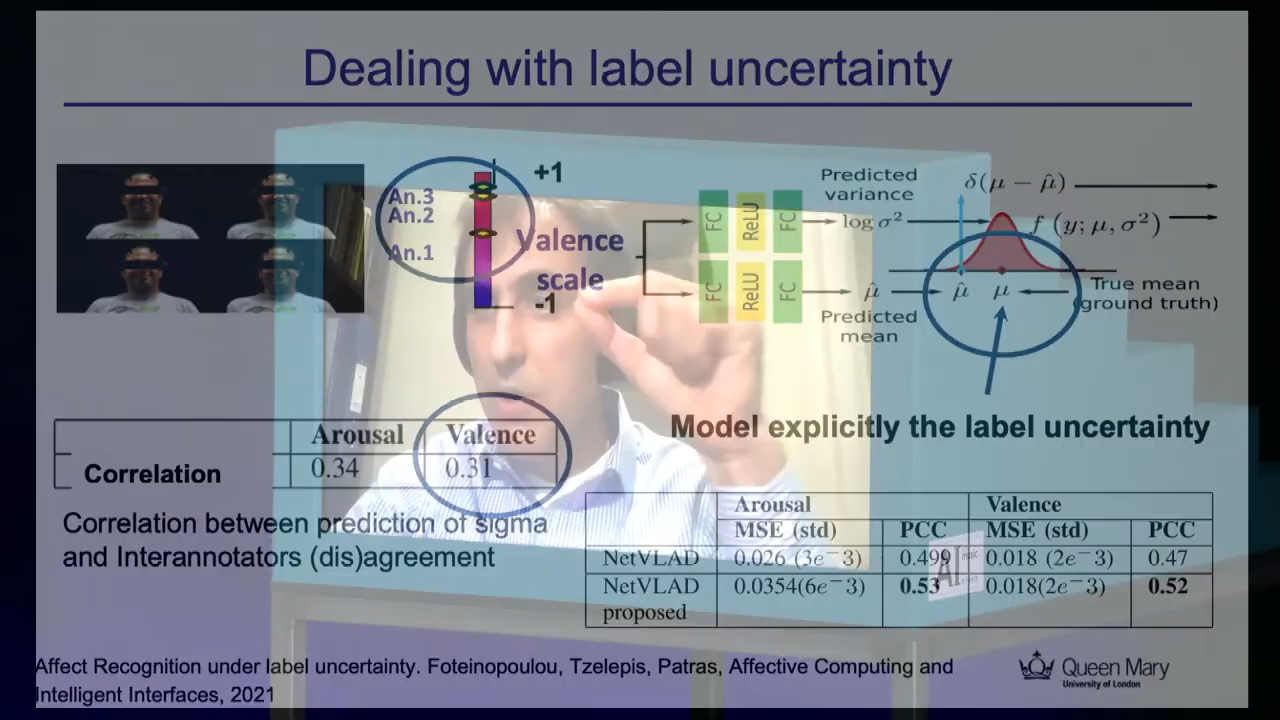 Dealing with label uncertainty
+1
An.3
An.2
An.1
Valence
scale
-1
FC ReLU FC
FC ReLU FC
Predicted
variance
log σ²
μ̂
Predicted
mean
δ(μ − μ̂)
f (y; μ, σ²)
μ̂ μ
True mean
(ground truth)
Model explicitly the label uncertainty
Arousal Valence
Correlation 0.34 0.31
Correlation between prediction of sigma
and Interannotators (dis)agreement
Arousal Valence
MSE (std) PCC MSE (std) PCC
NetVLAD 0.026 (3e⁻3) 0.499 0.018 (2e⁻3) 0.47
NetVLAD 0.0354(6e⁻3) 0.53 0.018(2e⁻3) 0.52
proposed
AI
Affect Recognition under label uncertainty. Foteinopoulou, Tzelepis, Patras, Affective Computing and
Intelligent Interfaces, 2021
Queen Mary
University of London